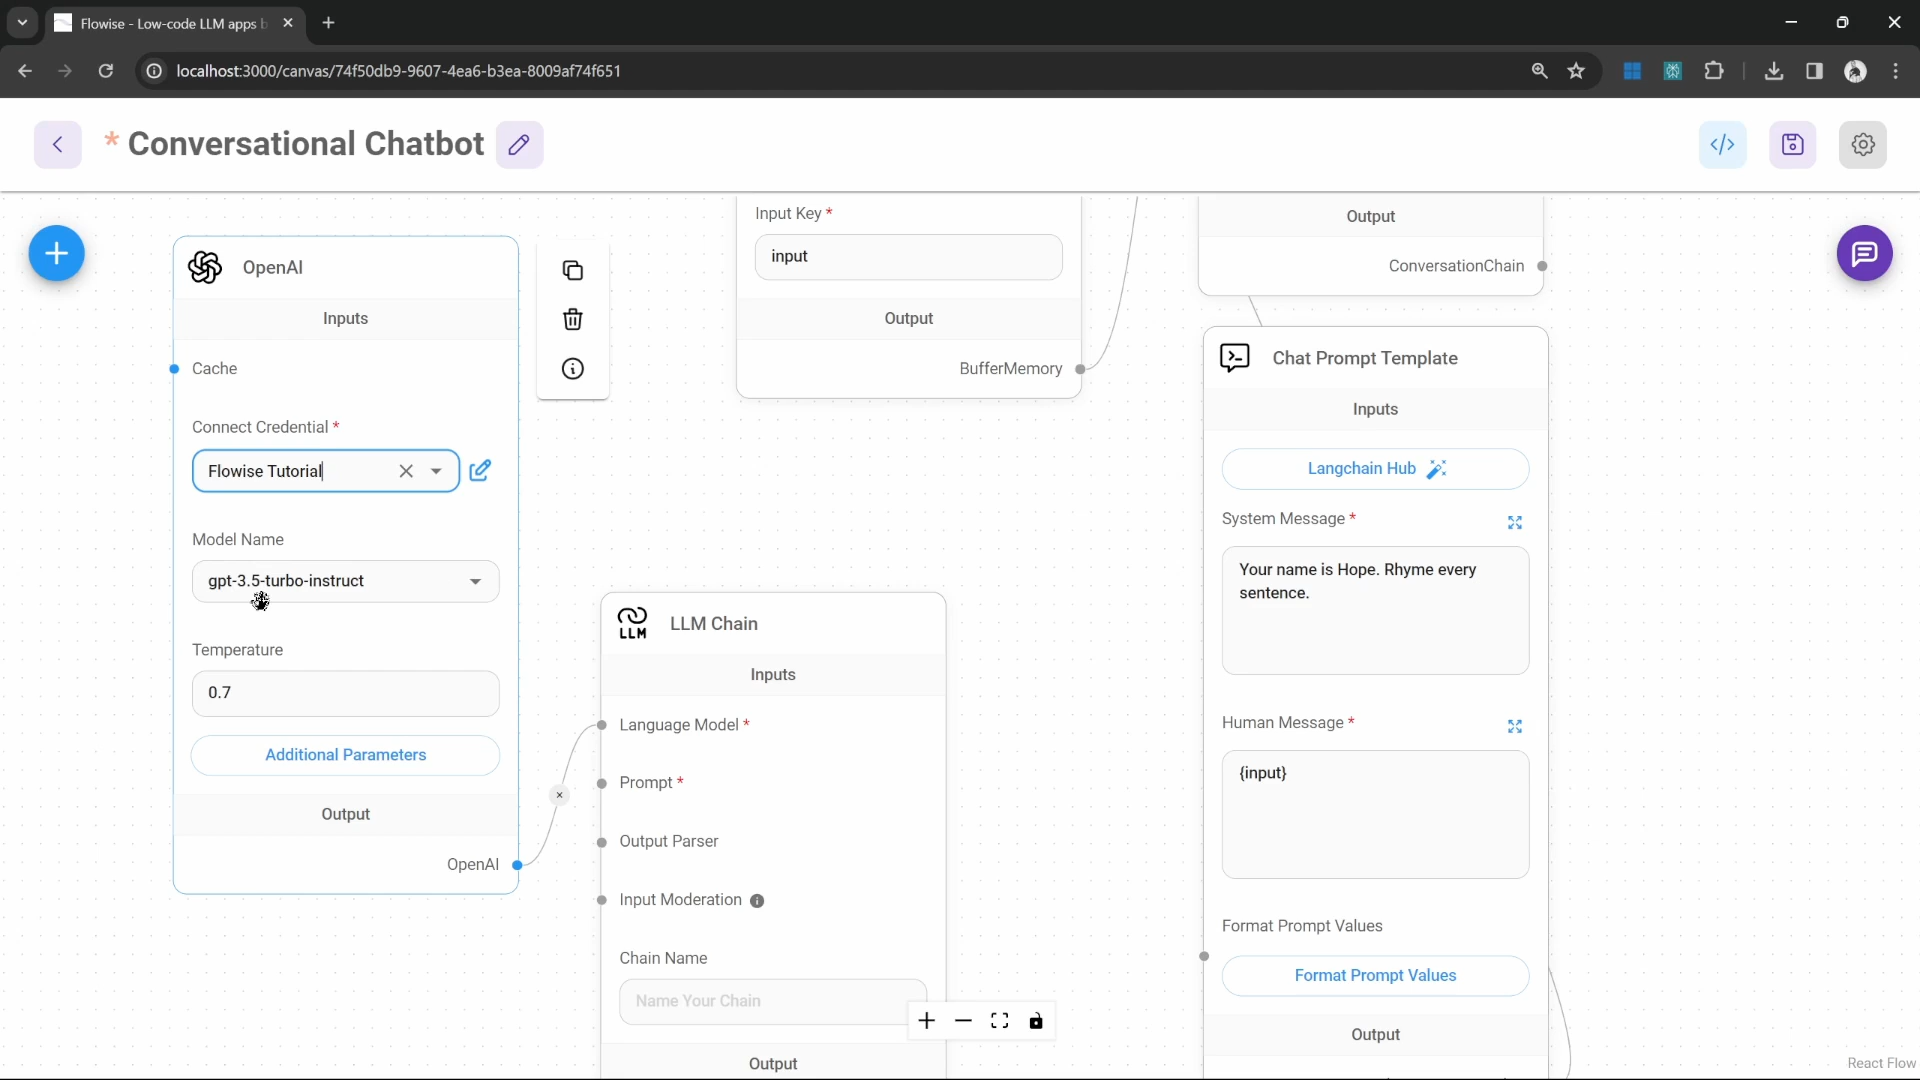 Flowise - Low-code LLM apps b
localhost:3000/canvas/74f50db9-9607-4ea6-b3ea-8009af74f651
* Conversational Chatbot
OpenAI
Inputs
Cache
Connect Credential *
Flowise Tutorial
Model Name
gpt-3.5-turbo-instruct
Temperature
0.7
Additional Parameters
Output
OpenAI
Input Key *
input
Output
BufferMemory
LLM
LLM Chain
Inputs
Language Model *
Prompt *
Output Parser
Input Moderation
Chain Name
Name Your Chain
Output
Output
ConversationChain
Chat Prompt Template
Inputs
Langchain Hub
System Message *
Your name is Hope. Rhyme every
sentence.
Human Message *
{input}
Format Prompt Values
Format Prompt Values
Output
React Flow